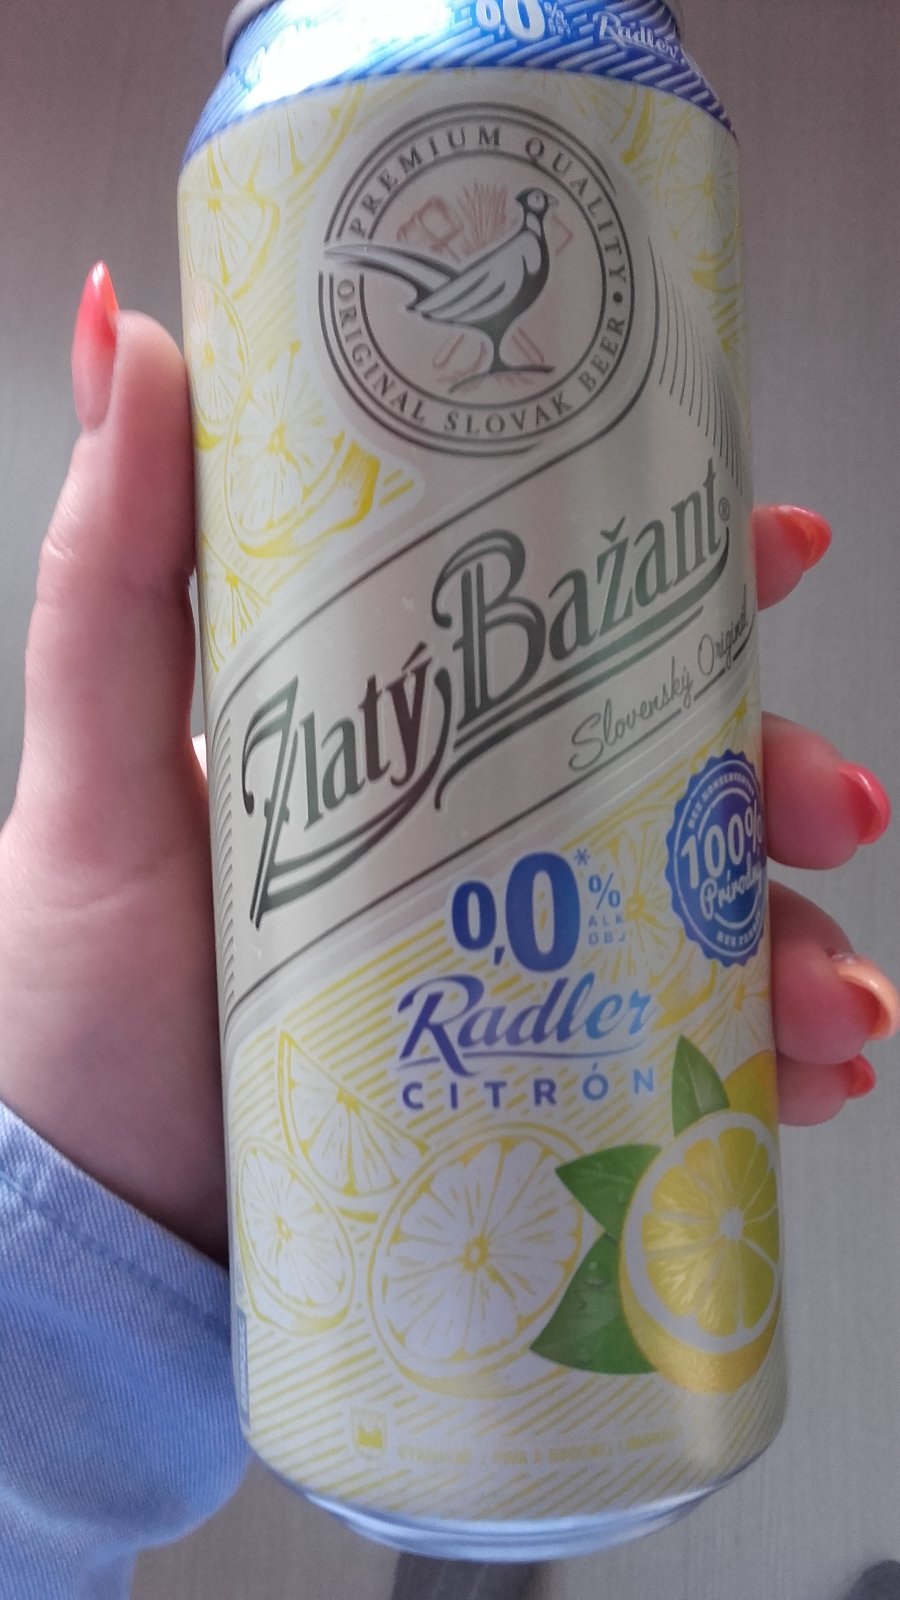 0,0%
Radler
PREMIUM QUALITY
ORIGINAL SLOVAK BEER
Zlatý Bažant®
Slovenský Originál
100%
Prírodný
0,0*%
ALK
OBJ
Radler
CITRÓN